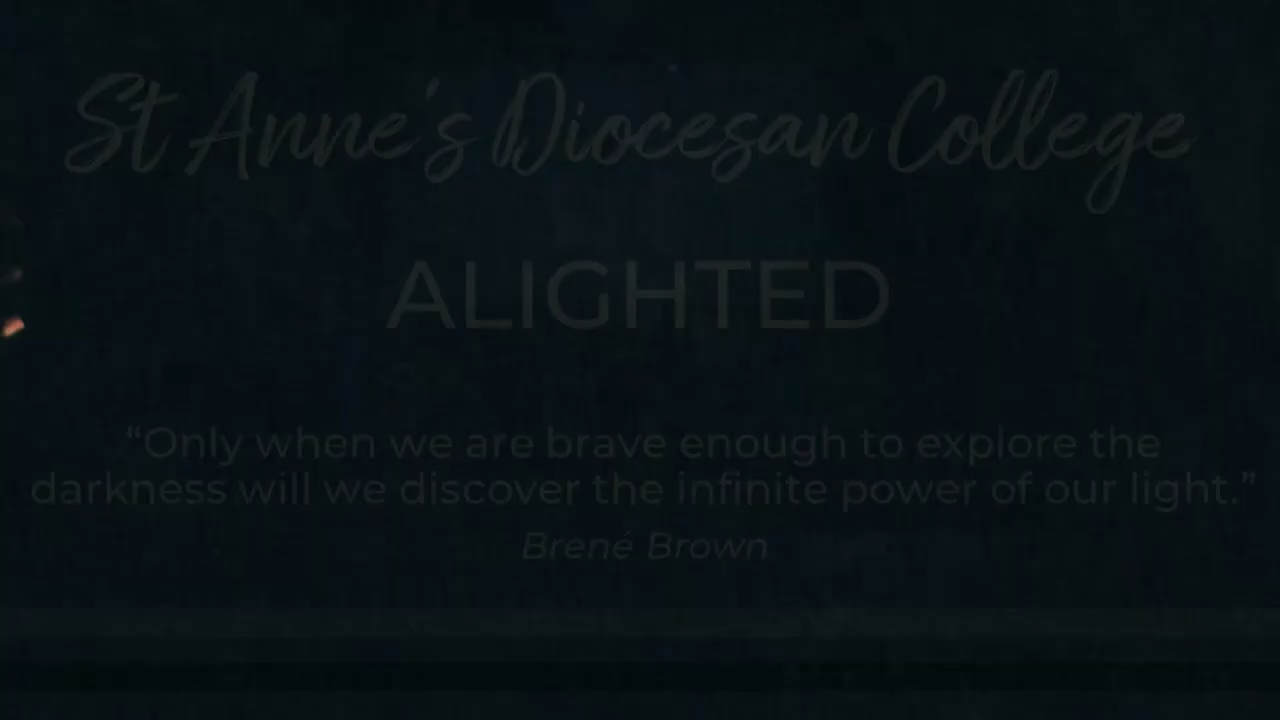 St Anne's Diocesan College
ALIGHTED
“Only when we are brave enough to explore the
darkness will we discover the infinite power of our light.”
Brené Brown